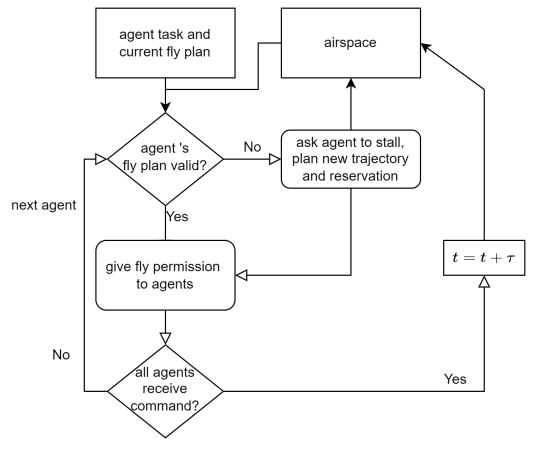 agent task and
current fly plan
airspace
agent 's
fly plan valid?
No
ask agent to stall,
plan new trajectory
and reservation
next agent
Yes
give fly permission
to agents
t = t + τ
No
all agents
receive
command?
Yes